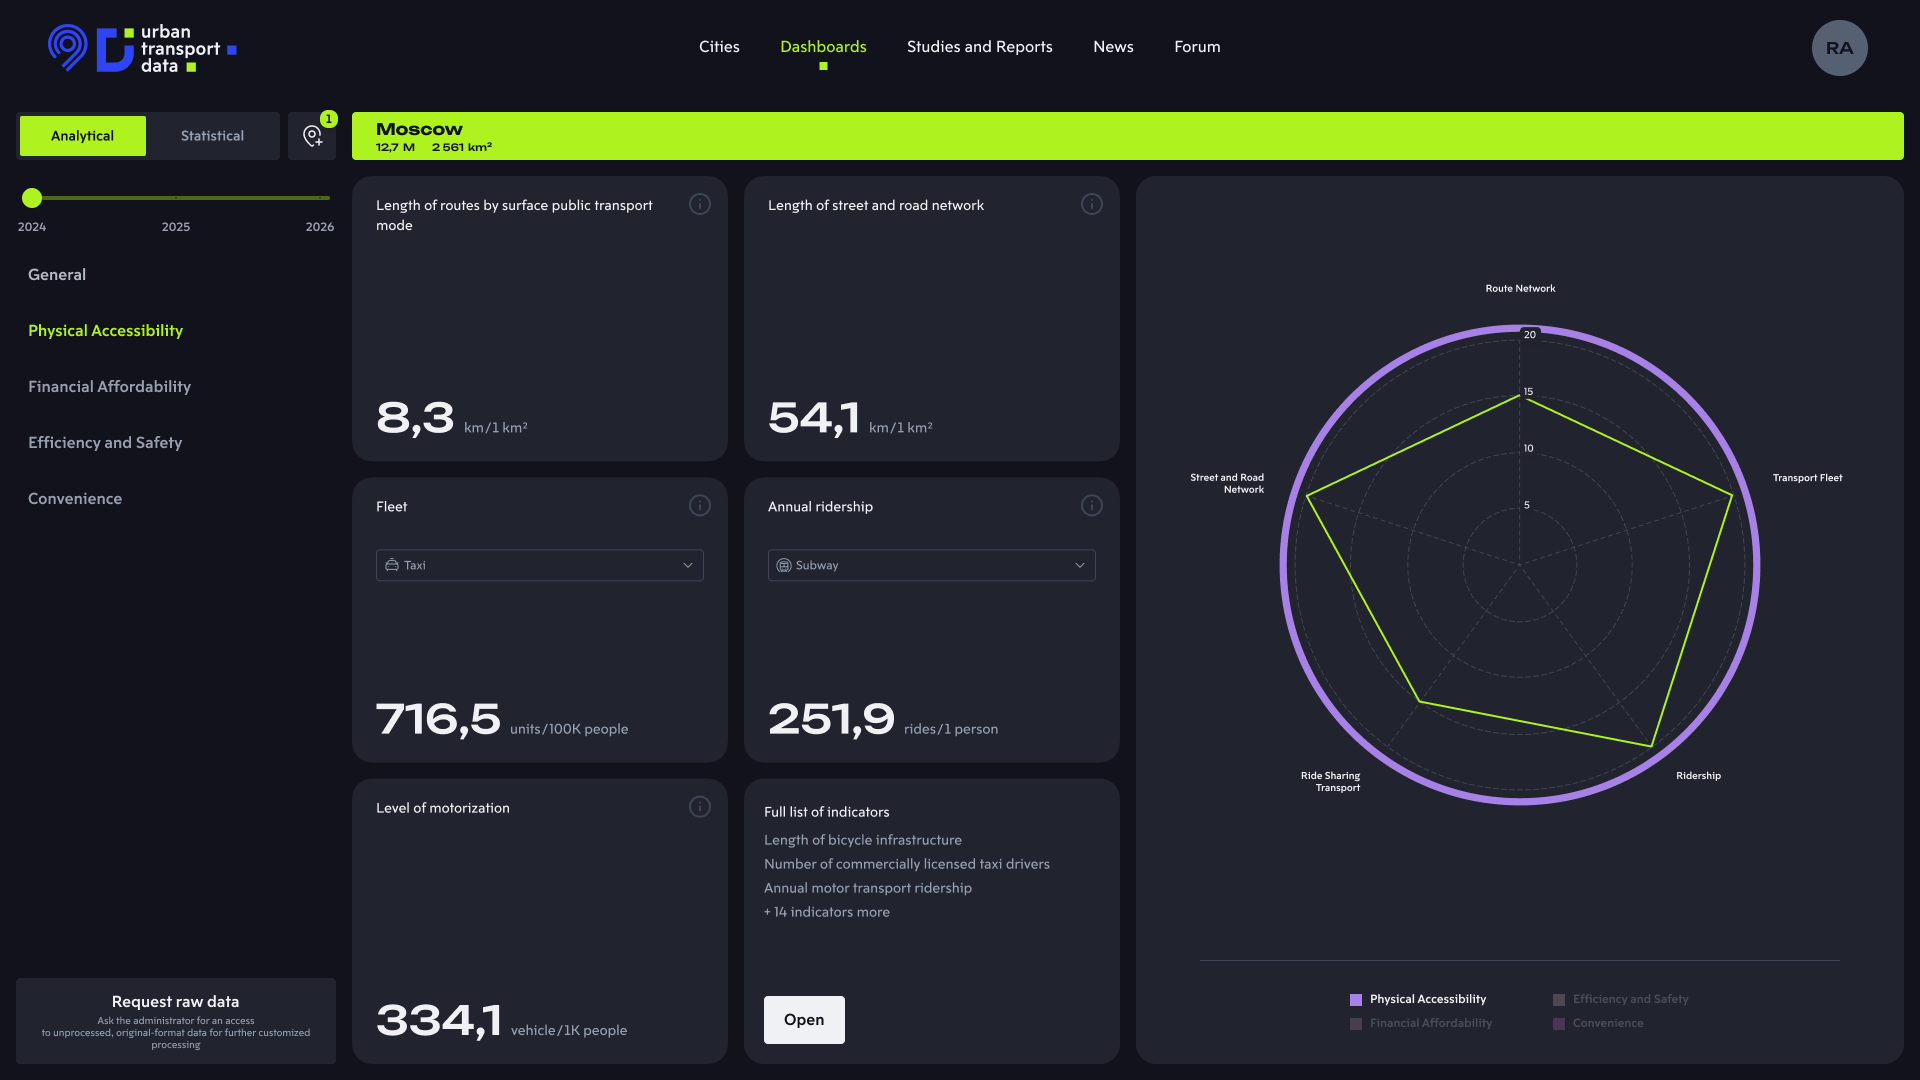 urban
transport
data
Cities
Dashboards
Studies and Reports
News
Forum
RA
Analytical
Statistical
1
Moscow
12,7 M 2 561 km²
2024
2025
2026
General
Physical Accessibility
Financial Affordability
Efficiency and Safety
Convenience
Request raw data
Ask the administrator for an access
to unprocessed, original-format data for further customized
processing
Length of routes by surface public transport
mode
8,3 km/1 km²
Length of street and road network
54,1 km/1 km²
Fleet
Taxi
716,5 units/100K people
Annual ridership
Subway
251,9 rides/1 person
Level of motorization
334,1 vehicle/1K people
Full list of indicators
Length of bicycle infrastructure
Number of commercially licensed taxi drivers
Annual motor transport ridership
+ 14 indicators more
Open
Route Network
20
15
10
5
Street and Road
Network
Transport Fleet
Ride Sharing
Transport
Ridership
Physical Accessibility
Efficiency and Safety
Financial Affordability
Convenience